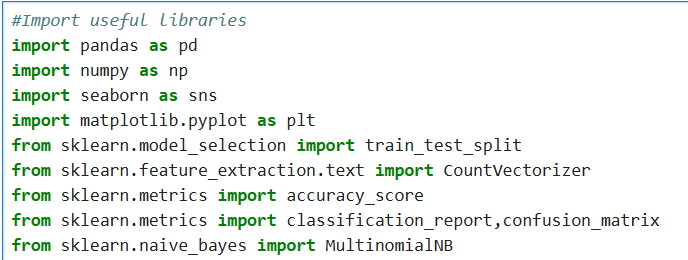 #Import useful libraries
import pandas as pd
import numpy as np
import seaborn as sns
import matplotlib.pyplot as plt
from sklearn.model_selection import train_test_split
from sklearn.feature_extraction.text import CountVectorizer
from sklearn.metrics import accuracy_score
from sklearn.metrics import classification_report,confusion_matrix
from sklearn.naive_bayes import MultinomialNB